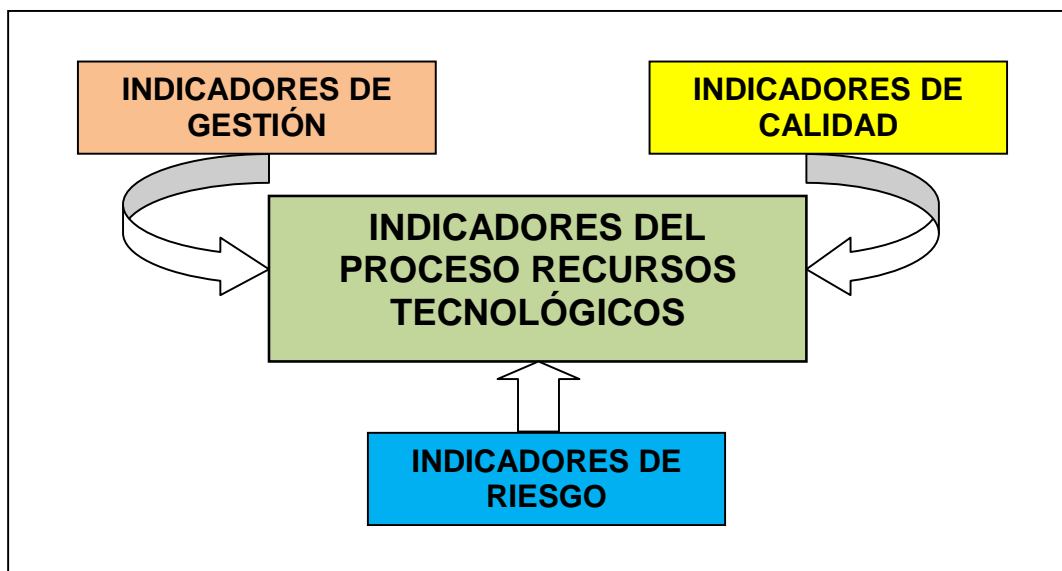 INDICADORES DE
GESTIÓN
INDICADORES DE
CALIDAD
INDICADORES DEL
PROCESO RECURSOS
TECNOLÓGICOS
INDICADORES DE
RIESGO